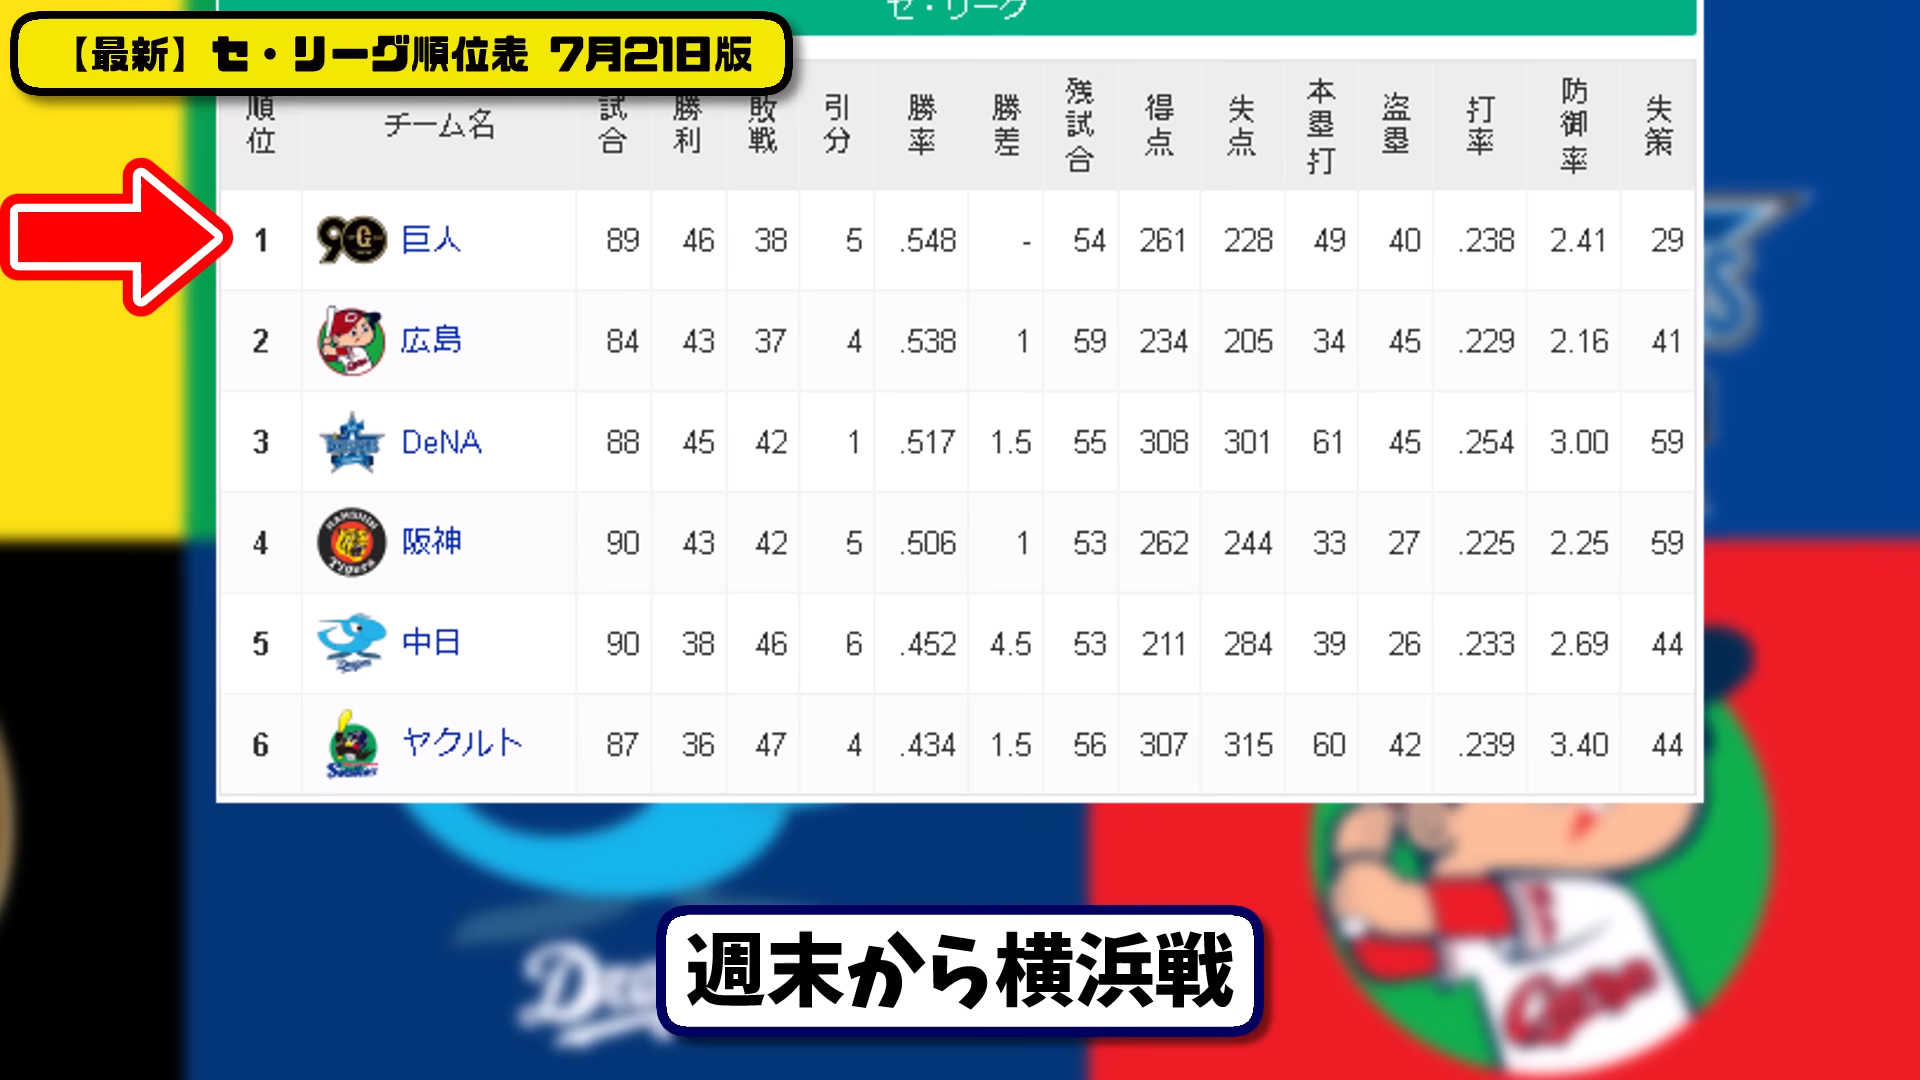 セ・リーグ
【最新】セ・リーグ順位表 7月21日版
順位 チーム名 試合 勝利 敗戦 引分 勝率 勝差 残試合 得点 失点 本塁打 盗塁 打率 防御率 失策
1 巨人 89 46 38 5 .548 - 54 261 228 49 40 .238 2.41 29
2 広島 84 43 37 4 .538 1 59 234 205 34 45 .229 2.16 41
3 DeNA 88 45 42 1 .517 1.5 55 308 301 61 45 .254 3.00 59
4 阪神 90 43 42 5 .506 1 53 262 244 33 27 .225 2.25 59
5 中日 90 38 46 6 .452 4.5 53 211 284 39 26 .233 2.69 44
6 ヤクルト 87 36 47 4 .434 1.5 56 307 315 60 42 .239 3.40 44
週末から横浜戦